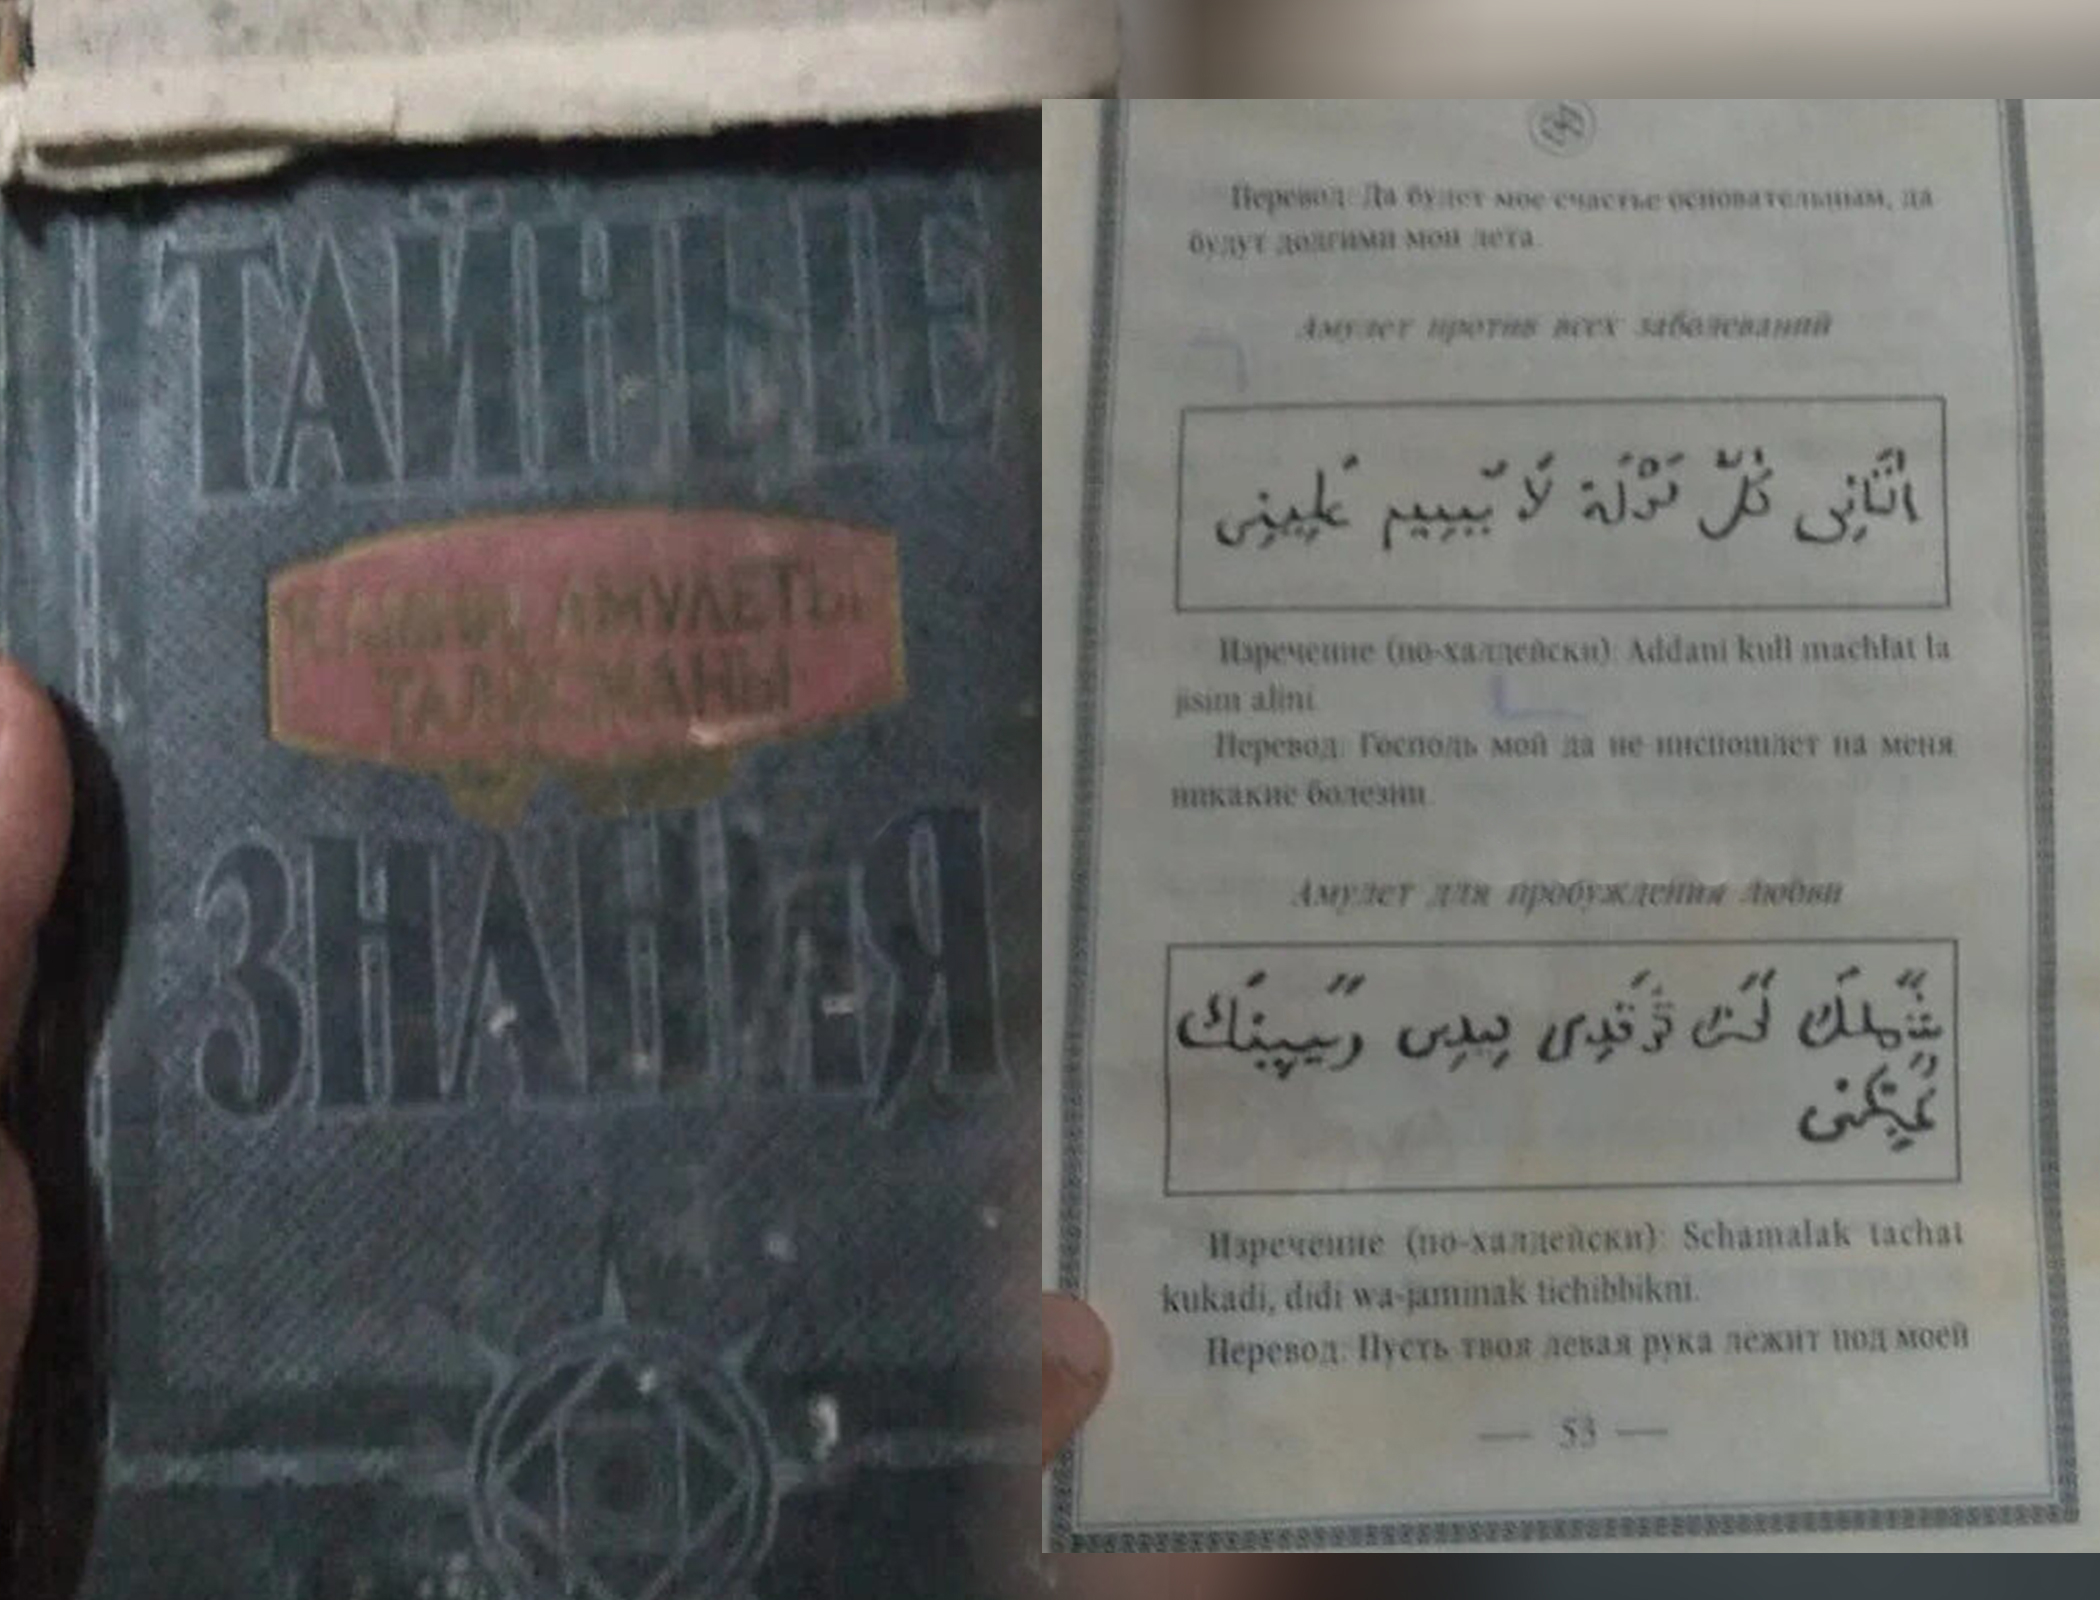 ТАЙНЫЕ
КАМНИ, АМУЛЕТЫ
ТАЛИСМАНЫ
ЗНАНИЯ
Перевод: Да будет мое счастье основательным, да
будут долгими мои лета.
Амулет против всех заболеваний
Изречение (по-халдейски): Addani kull machlat la
jisim alini.
Перевод: Господь мой да не ниспошлет на меня
никакие болезни.
Амулет для пробуждения любви
Изречение (по-халдейски): Schamalak tachat
kukadi, didi wa-jaminak tichibbikni.
Перевод: Пусть твоя левая рука лежит под моей
— 53 —